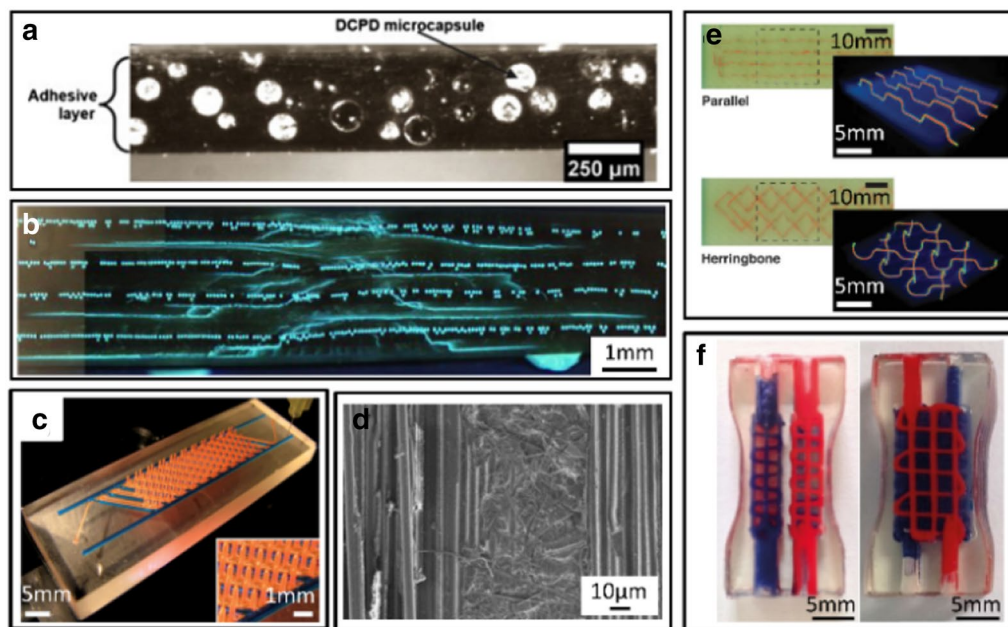 a
DCPD microcapsule
Adhesive
layer
250 µm
b
1mm
c
5mm
1mm
d
10µm
e
10mm
Parallel
5mm
10mm
Herringbone
5mm
f
5mm
5mm